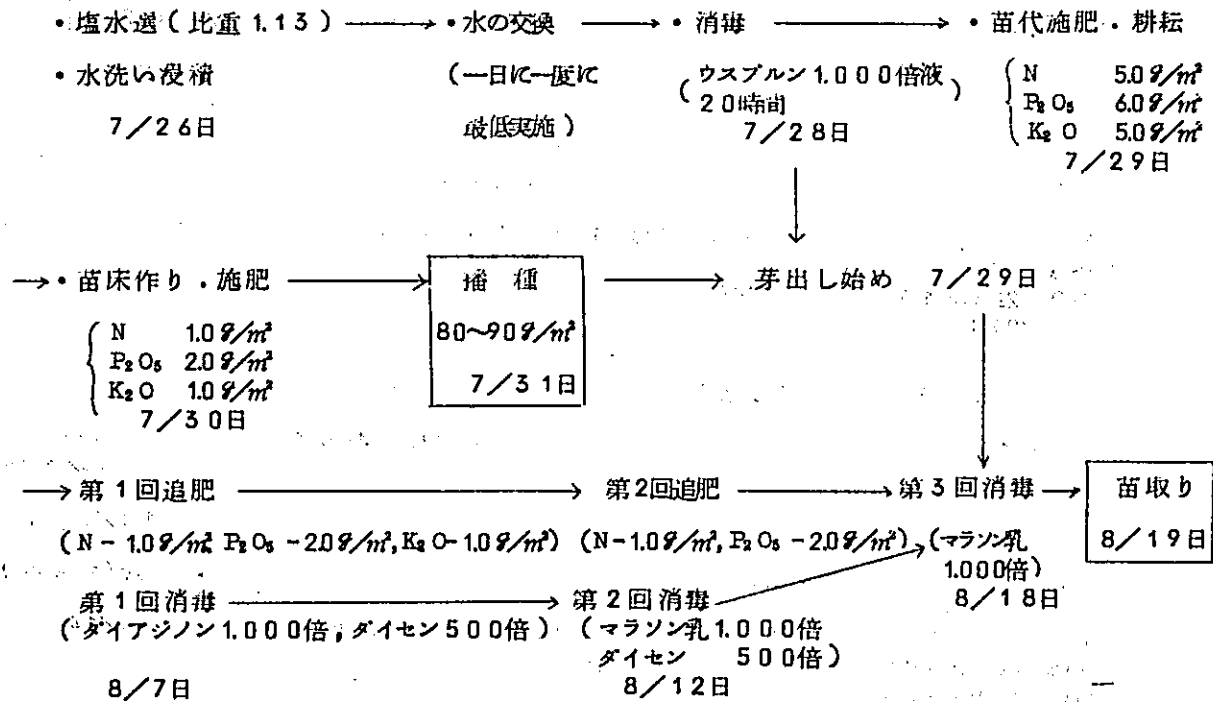 ・塩水選(比重1.13)→・水の交換→・消毒→・苗代施肥・耕耘
・水洗い浸積 (一日に一度に (ウスプルン1.000倍液 N 5.0g/m²
20時間) P₂O₅ 6.0g/m²
7/26日 最低実施) 7/28日 K₂O 5.0g/m²
7/29日
→・苗床作り・施肥→播種→芽出し始め 7/29日
N 1.0g/m² 80~90g/m²
P₂O₅ 2.0g/m²
K₂O 1.0g/m² 7/31日
7/30日
→第1回追肥→第2回追肥→第3回消毒→苗取り
(N-1.0g/m², P₂O₅-2.0g/m², K₂O-1.0g/m²) (N-1.0g/m², P₂O₅-2.0g/m²) (マラソン乳 8/19日
1.000倍)
第1回消毒→第2回消毒 8/18日
(ダイアジノン1.000倍,ダイセン500倍) (マラソン乳1.000倍
ダイセン 500倍)
8/7日 8/12日